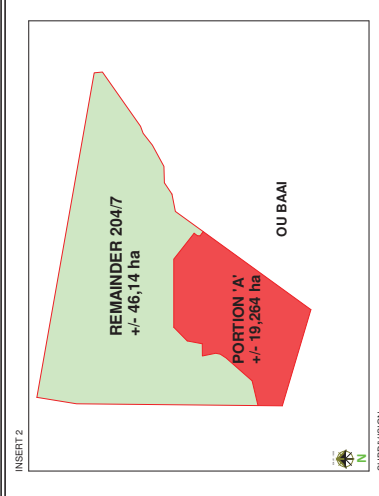 INSERT 2
REMAINDER 204/7
+/- 46,14 ha
PORTION 'A'
+/- 19,264 ha
OU BAAI
N